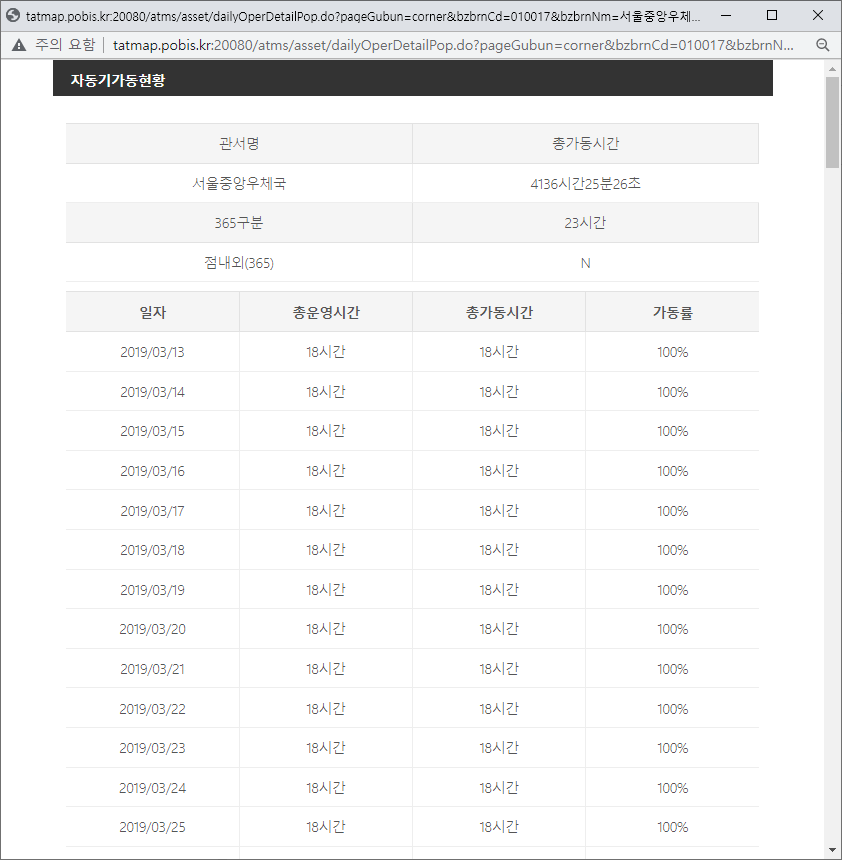 tatmap.pobis.kr:20080/atms/asset/dailyOperDetailPop.do?pageGubun=corner&bzbrnCd=010017&bzbrnNm=서울중앙우체...
주의 요함 tatmap.pobis.kr:20080/atms/asset/dailyOperDetailPop.do?pageGubun=corner&bzbrnCd=010017&bzbrnN...
자동기가동현황
관서명 총가동시간
서울중앙우체국 4136시간25분26초
365구분 23시간
점내외(365) N
일자 총운영시간 총가동시간 가동률
2019/03/13 18시간 18시간 100%
2019/03/14 18시간 18시간 100%
2019/03/15 18시간 18시간 100%
2019/03/16 18시간 18시간 100%
2019/03/17 18시간 18시간 100%
2019/03/18 18시간 18시간 100%
2019/03/19 18시간 18시간 100%
2019/03/20 18시간 18시간 100%
2019/03/21 18시간 18시간 100%
2019/03/22 18시간 18시간 100%
2019/03/23 18시간 18시간 100%
2019/03/24 18시간 18시간 100%
2019/03/25 18시간 18시간 100%